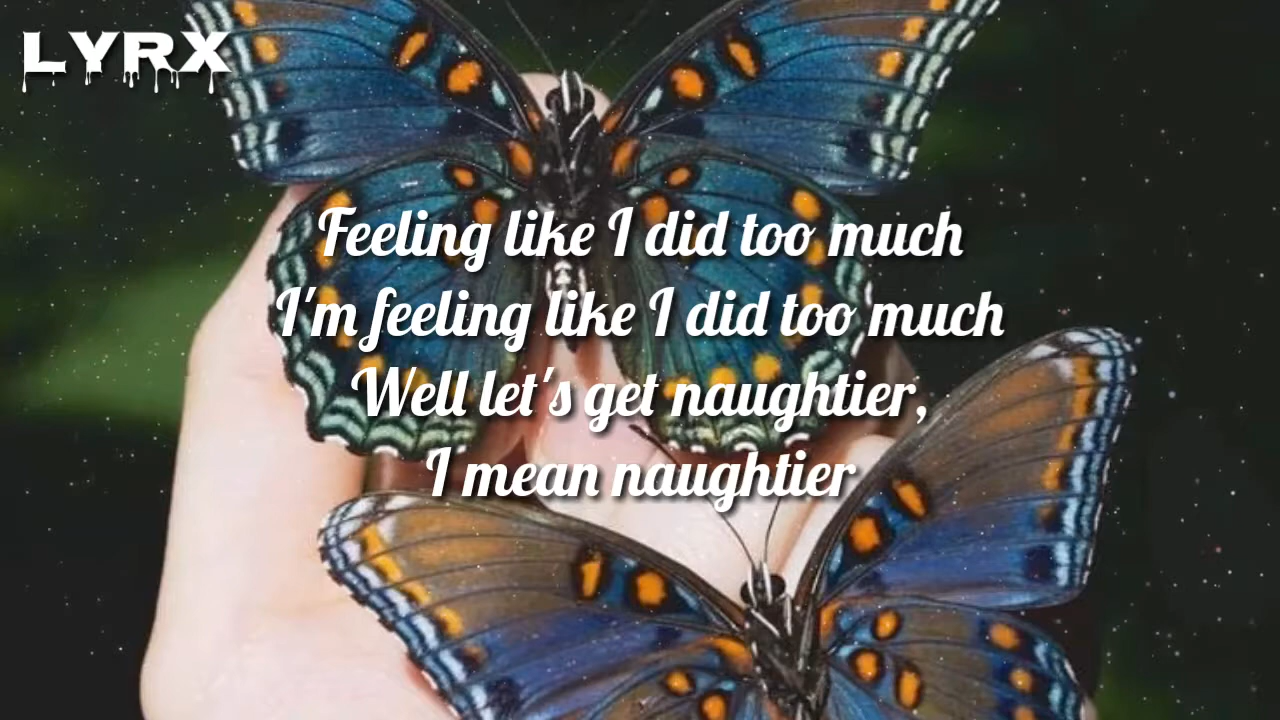 LYRX
Feeling like I did too much
I'm feeling like I did too much
Well let's get naughtier,
I mean naughtier